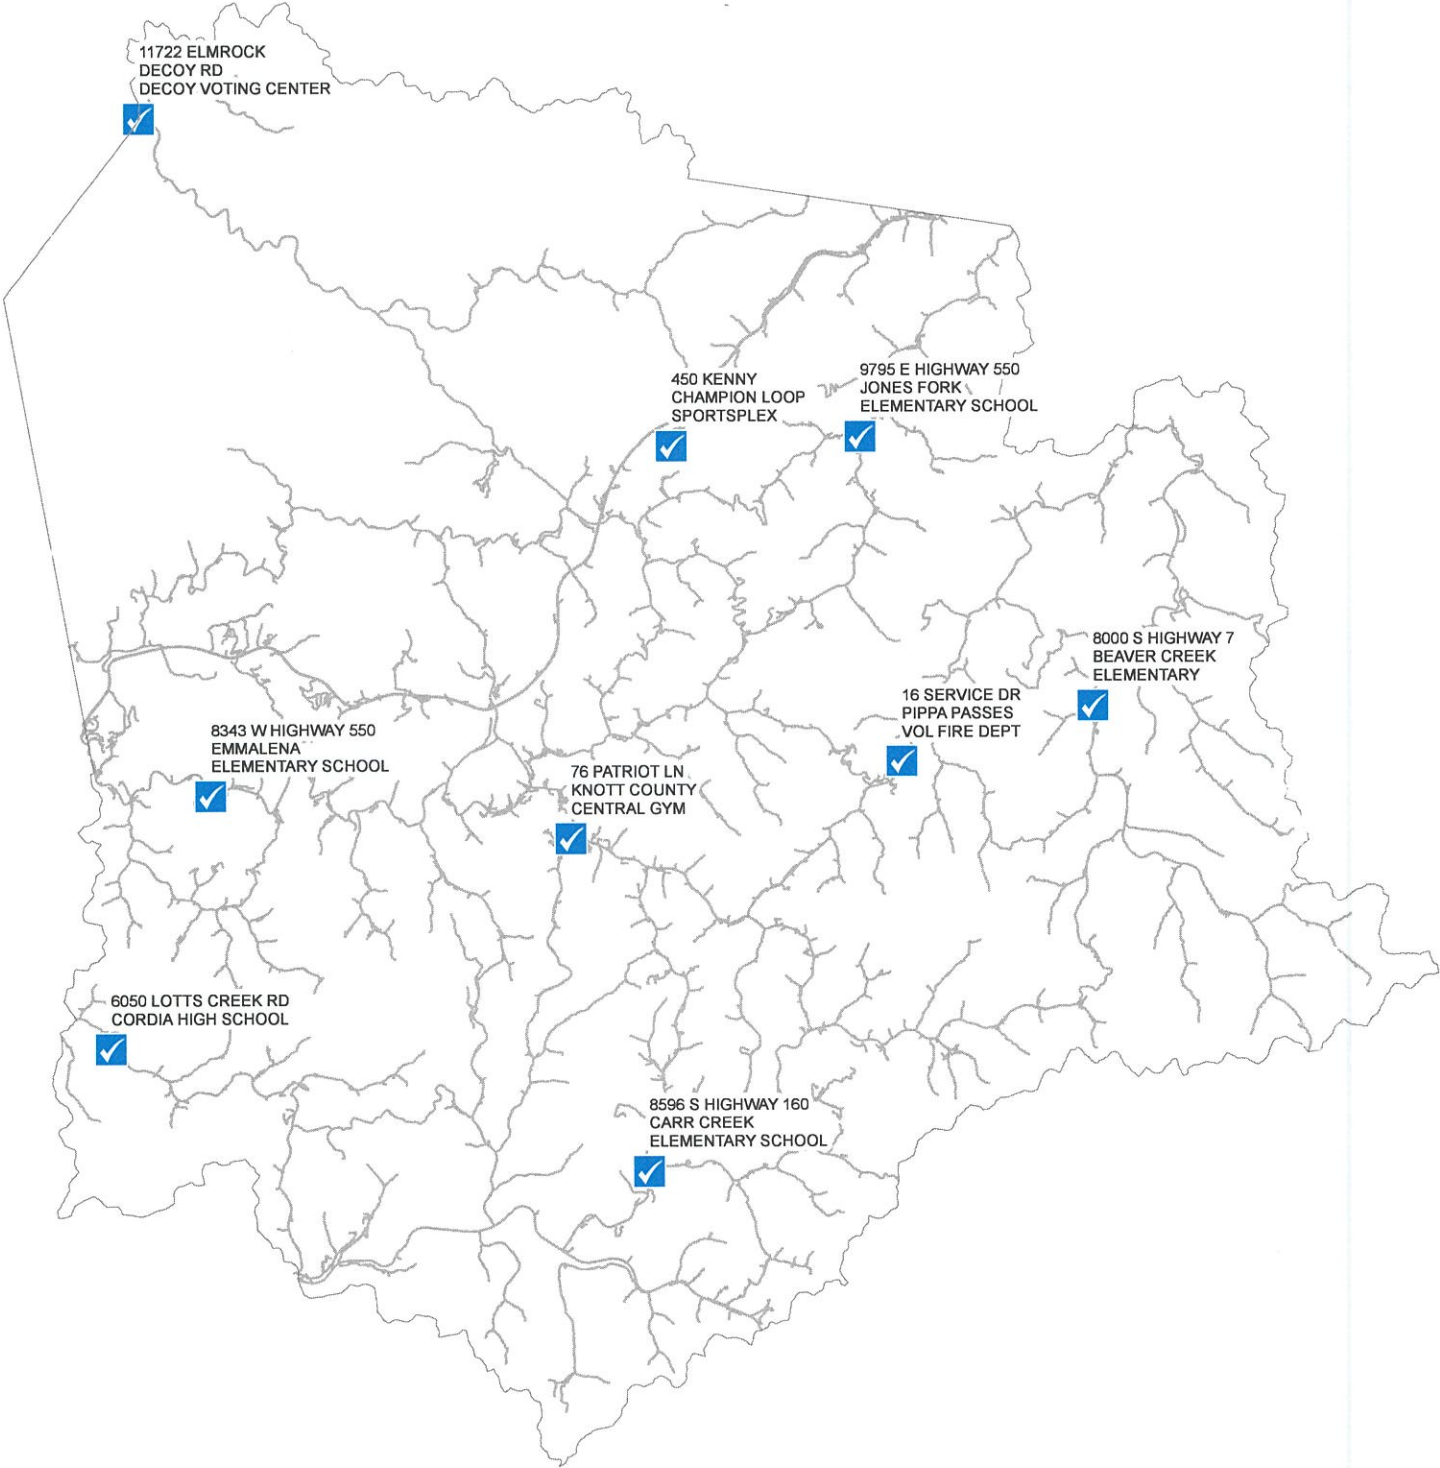 11722 ELMROCK
DECOY RD
DECOY VOTING CENTER
450 KENNY
CHAMPION LOOP
SPORTSPLEX
9795 E HIGHWAY 550
JONES FORK
ELEMENTARY SCHOOL
8000 S HIGHWAY 7
BEAVER CREEK
ELEMENTARY
16 SERVICE DR
PIPPA PASSES
VOL FIRE DEPT
8343 W HIGHWAY 550
EMMALENA
ELEMENTARY SCHOOL
76 PATRIOT LN
KNOTT COUNTY
CENTRAL GYM
6050 LOTTS CREEK RD
CORDIA HIGH SCHOOL
8596 S HIGHWAY 160
CARR CREEK
ELEMENTARY SCHOOL